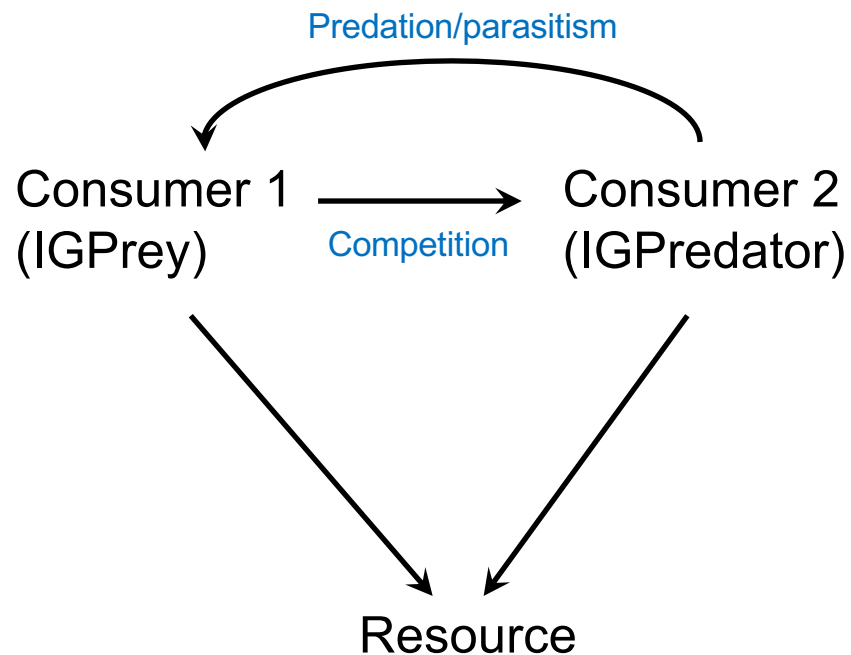 Predation/parasitism
Consumer 1
(IGPrey)
Competition
Consumer 2
(IGPredator)
Resource